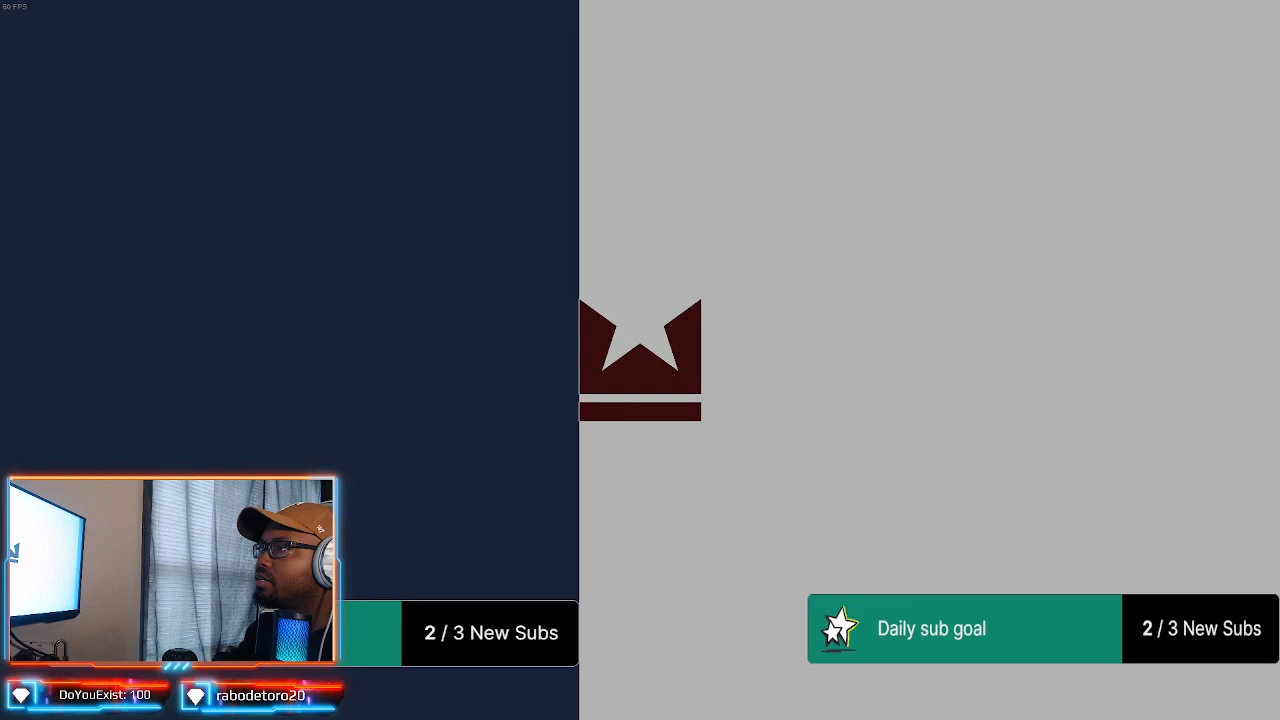 60 FPS
2 / 3 New Subs
Daily sub goal
2 / 3 New Subs
DoYouExist: 100
rabodetoro20